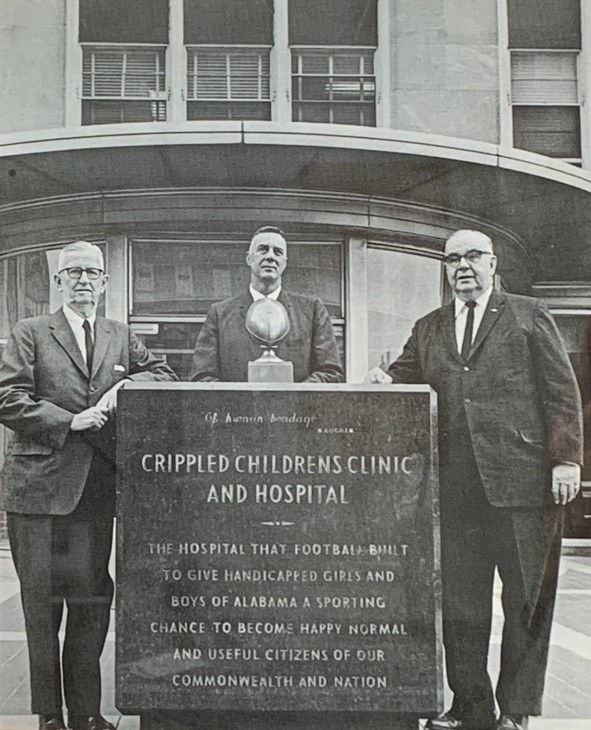 Of human bondage
MAUGHAM
CRIPPLED CHILDRENS CLINIC
AND HOSPITAL
THE HOSPITAL THAT FOOTBALL BUILT
TO GIVE HANDICAPPED GIRLS AND
BOYS OF ALABAMA A SPORTING
CHANCE TO BECOME HAPPY NORMAL
AND USEFUL CITIZENS OF OUR
COMMONWEALTH AND NATION